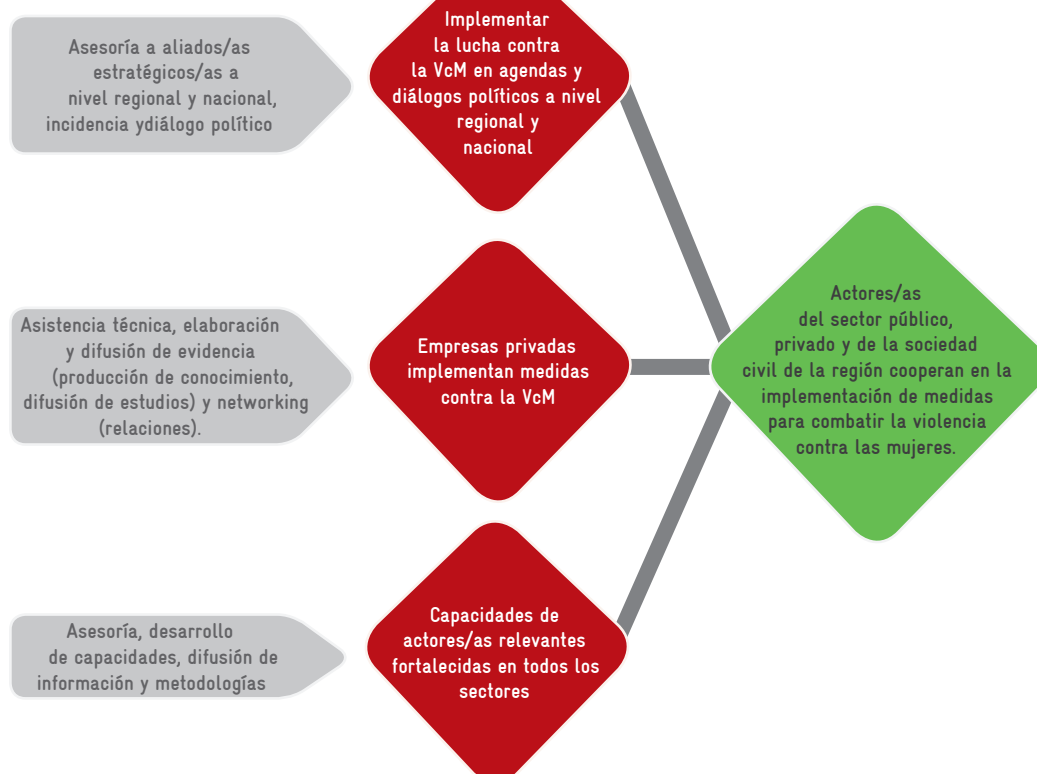 Asesoría a aliados/as
estratégicos/as a
nivel regional y nacional,
incidencia ydiálogo político
Implementar
la lucha contra
la VcM en agendas y
diálogos políticos a nivel
regional y
nacional
Asistencia técnica, elaboración
y difusión de evidencia
(producción de conocimiento,
difusión de estudios) y networking
(relaciones).
Empresas privadas
implementan medidas
contra la VcM
Asesoría, desarrollo
de capacidades, difusión de
información y metodologías
Capacidades de
actores/as relevantes
fortalecidas en todos los
sectores
Actores/as
del sector público,
privado y de la sociedad
civil de la región cooperan en la
implementación de medidas
para combatir la violencia
contra las mujeres.